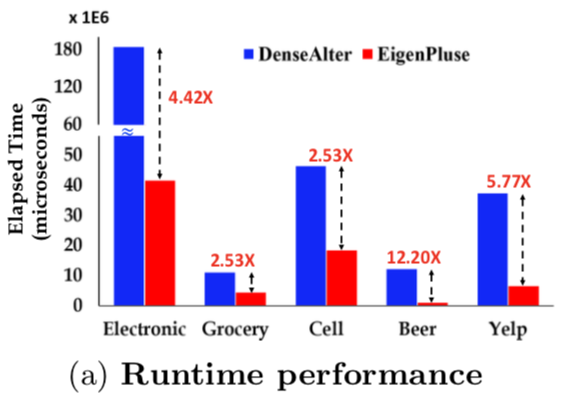 x 1E6
Elapsed Time
(microseconds)
180
120
60
50
40
30
20
10
0
DenseAlter
EigenPluse
4.42X
2.53X
2.53X
12.20X
5.77X
Electronic Grocery Cell Beer Yelp
(a) Runtime performance